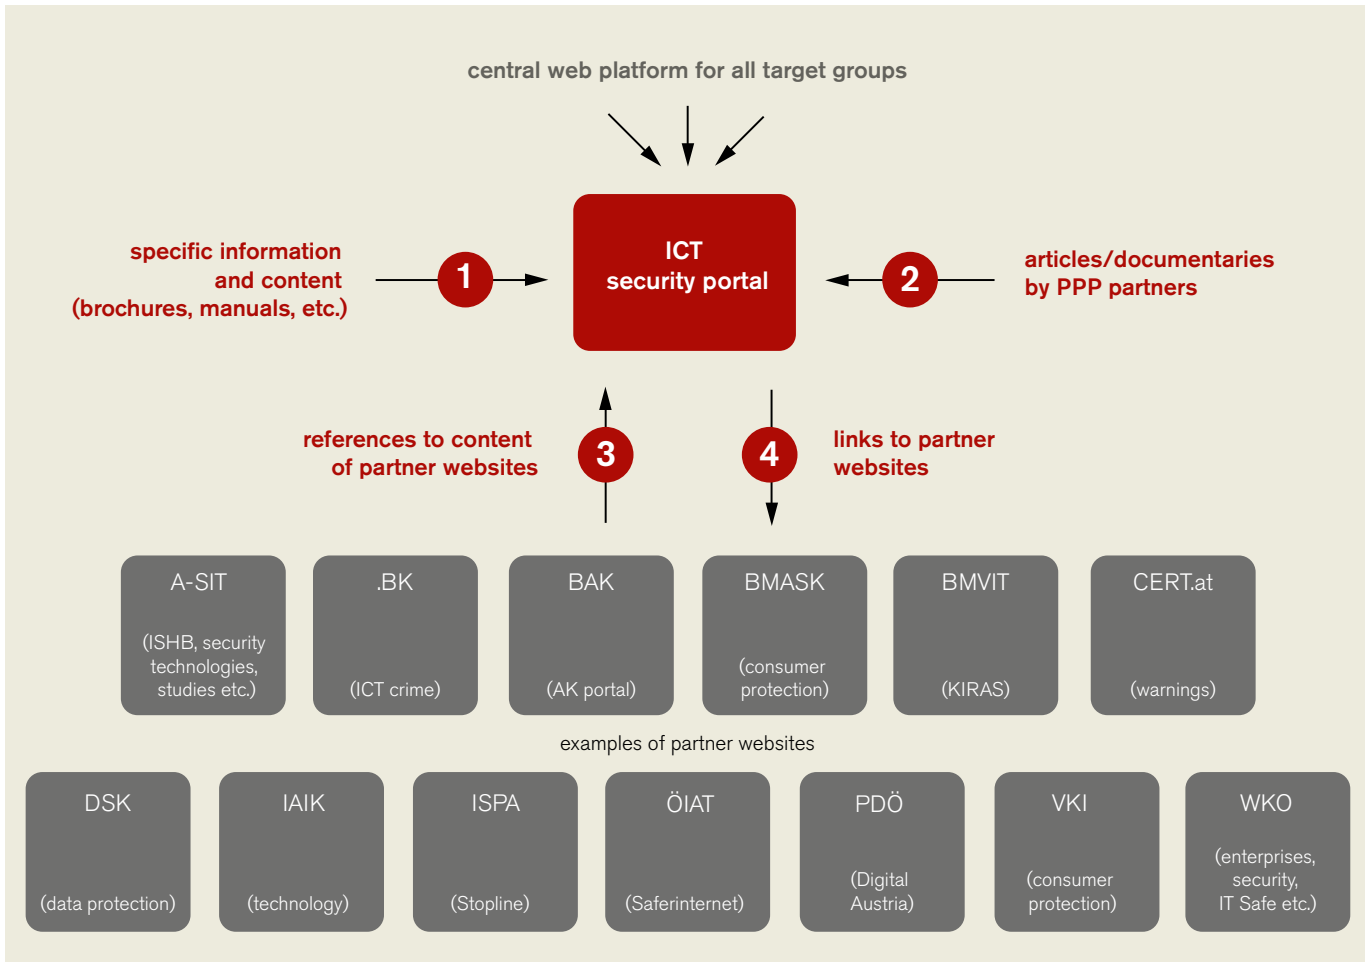 central web platform for all target groups
specific information
and content
(brochures, manuals, etc.)
1
ICT
security portal
2
articles/documentaries
by PPP partners
references to content
of partner websites
3
4
links to partner
websites
A-SIT
(ISHB, security
technologies,
studies etc.)
.BK
(ICT crime)
BAK
(AK portal)
BMASK
(consumer
protection)
BMVIT
(KIRAS)
CERT.at
(warnings)
examples of partner websites
DSK
(data protection)
IAIK
(technology)
ISPA
(Stopline)
ÖIAT
(Saferinternet)
PDÖ
(Digital
Austria)
VKI
(consumer
protection)
WKO
(enterprises,
security,
IT Safe etc.)